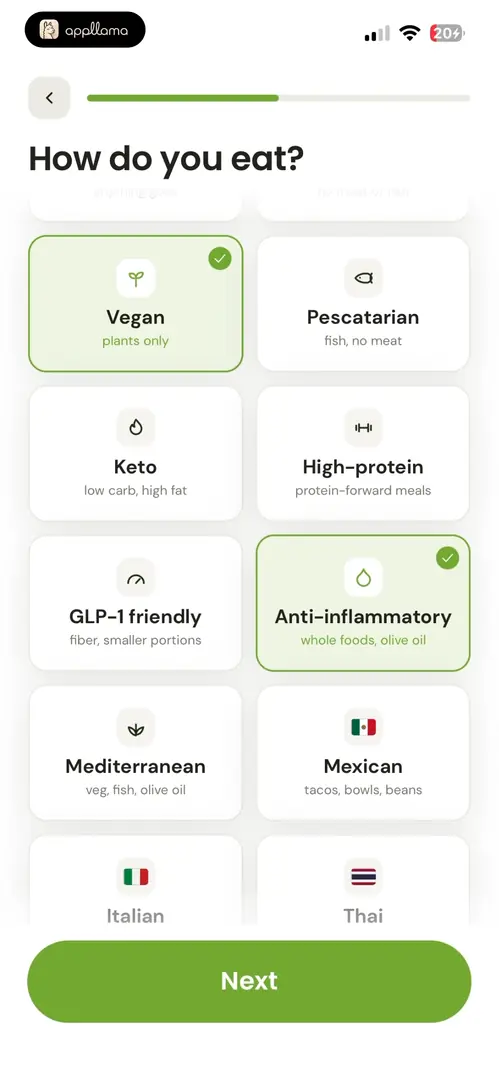 appllama
20
How do you eat?
Vegan
plants only
Pescatarian
fish, no meat
Keto
low carb, high fat
High-protein
protein-forward meals
GLP-1 friendly
fiber, smaller portions
Anti-inflammatory
whole foods, olive oil
Mediterranean
veg, fish, olive oil
Mexican
tacos, bowls, beans
Italian
Thai
Next